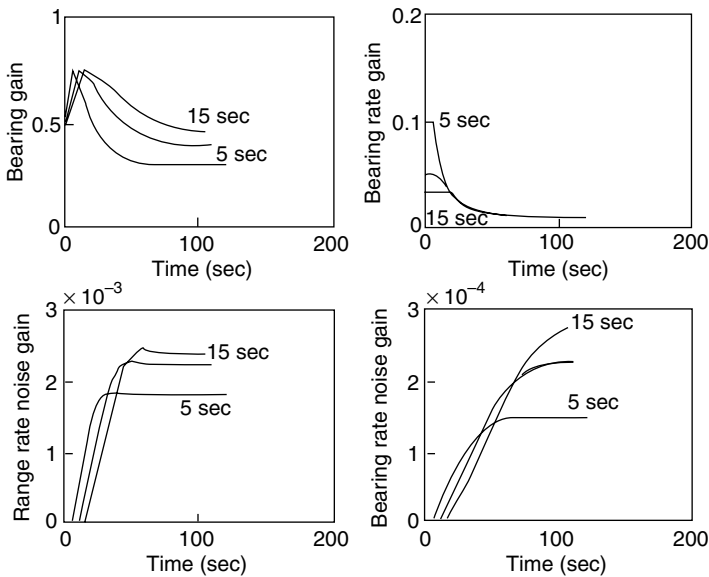 Bearing gain
1
0.5
0
15 sec
5 sec
0
100
200
Time (sec)
Bearing rate gain
0.2
0.1
0
5 sec
15 sec
0
100
200
Time (sec)
Range rate noise gain
× 10⁻³
3
2
1
0
15 sec
5 sec
0
100
200
Time (sec)
Bearing rate noise gain
× 10⁻⁴
3
2
1
0
15 sec
5 sec
0
100
200
Time (sec)